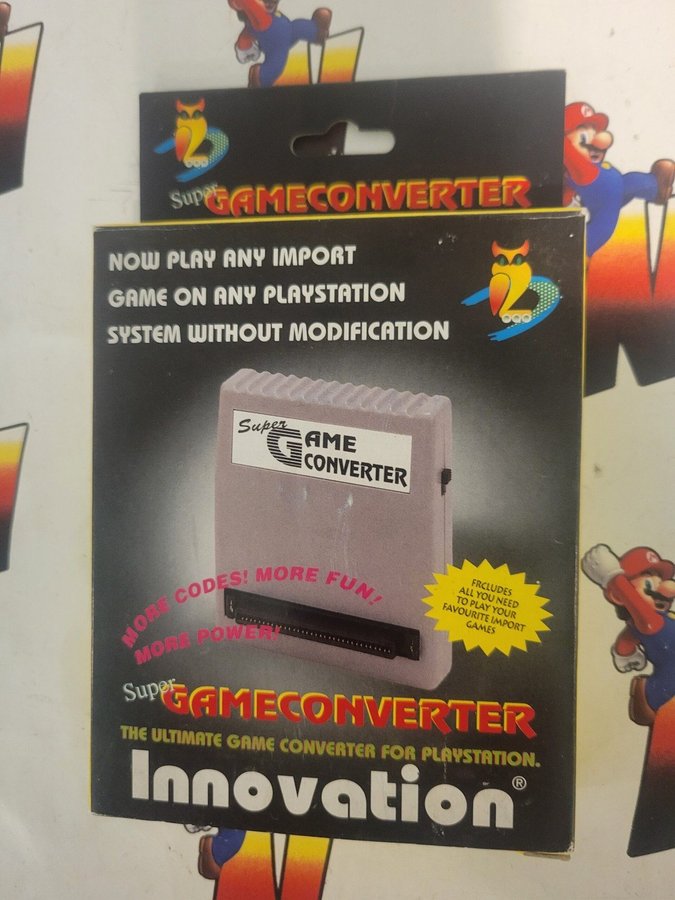 Super GAMECONVERTER
NOW PLAY ANY IMPORT
GAME ON ANY PLAYSTATION
SYSTEM WITHOUT MODIFICATION
Super GAME
CONVERTER
MORE CODES! MORE FUN!
MORE POWER!
FRCLUDES
ALL YOU NEED
TO PLAY YOUR
FAVOURITE IMPORT
GAMES
Super GAMECONVERTER
THE ULTIMATE GAME CONVERTER FOR PLAYSTATION.
Innovation®